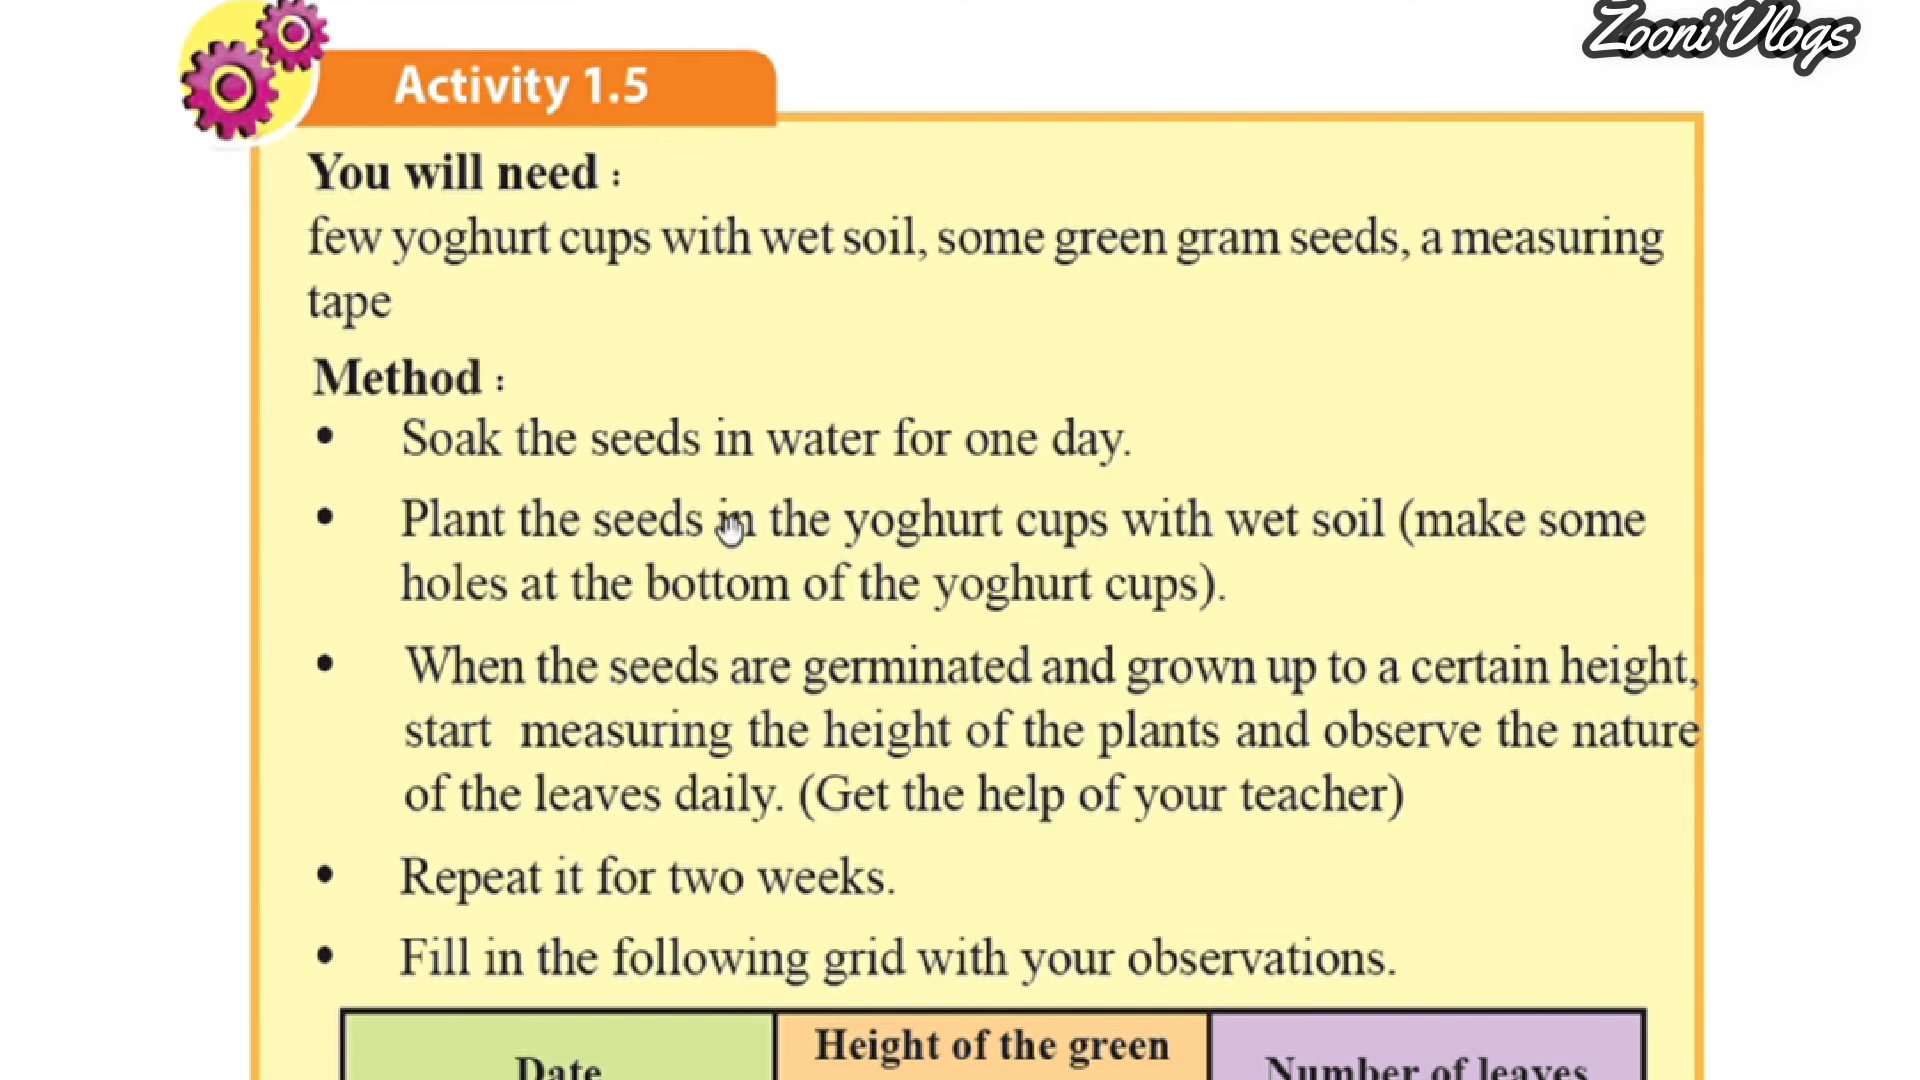 Zooni Vlogs
Activity 1.5
You will need :
few yoghurt cups with wet soil, some green gram seeds, a measuring
tape
Method :
• Soak the seeds in water for one day.
• Plant the seeds in the yoghurt cups with wet soil (make some
holes at the bottom of the yoghurt cups).
• When the seeds are germinated and grown up to a certain height,
start measuring the height of the plants and observe the nature
of the leaves daily. (Get the help of your teacher)
• Repeat it for two weeks.
• Fill in the following grid with your observations.
Height of the green
Date Number of leaves